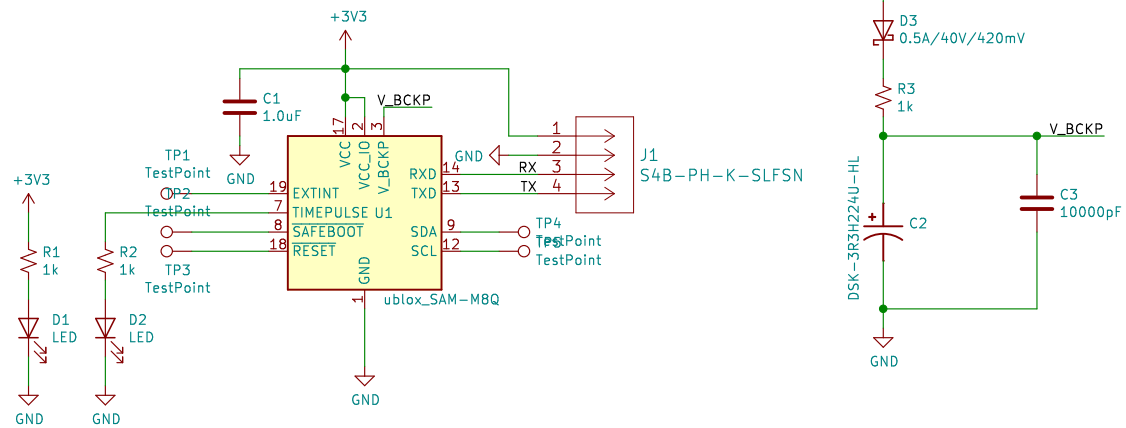 +3V3
D3
0.5A/40V/420mV
C1
1.0uF
V_BCKP
R3
1k
17
2
3
VCC
VCC_IO
V_BCKP
GND
TP1
TestPoint
TP2
TestPoint
TP3
TestPoint
19
7
8
18
EXTINT
TIMEPULSE
SAFEBOOT
RESET
U1
RXD
TXD
SDA
SCL
14
13
9
12
GND
1
ublox_SAM-M8Q
GND
RX
TX
GND
1
2
3
4
J1
S4B-PH-K-SLFSN
TP4
TestPoint
TP5
TestPoint
+3V3
R1
1k
R2
1k
D1
LED
D2
LED
GND
GND
V_BCKP
DSK-3R3H224U-HL
+
C2
C3
10000pF
GND